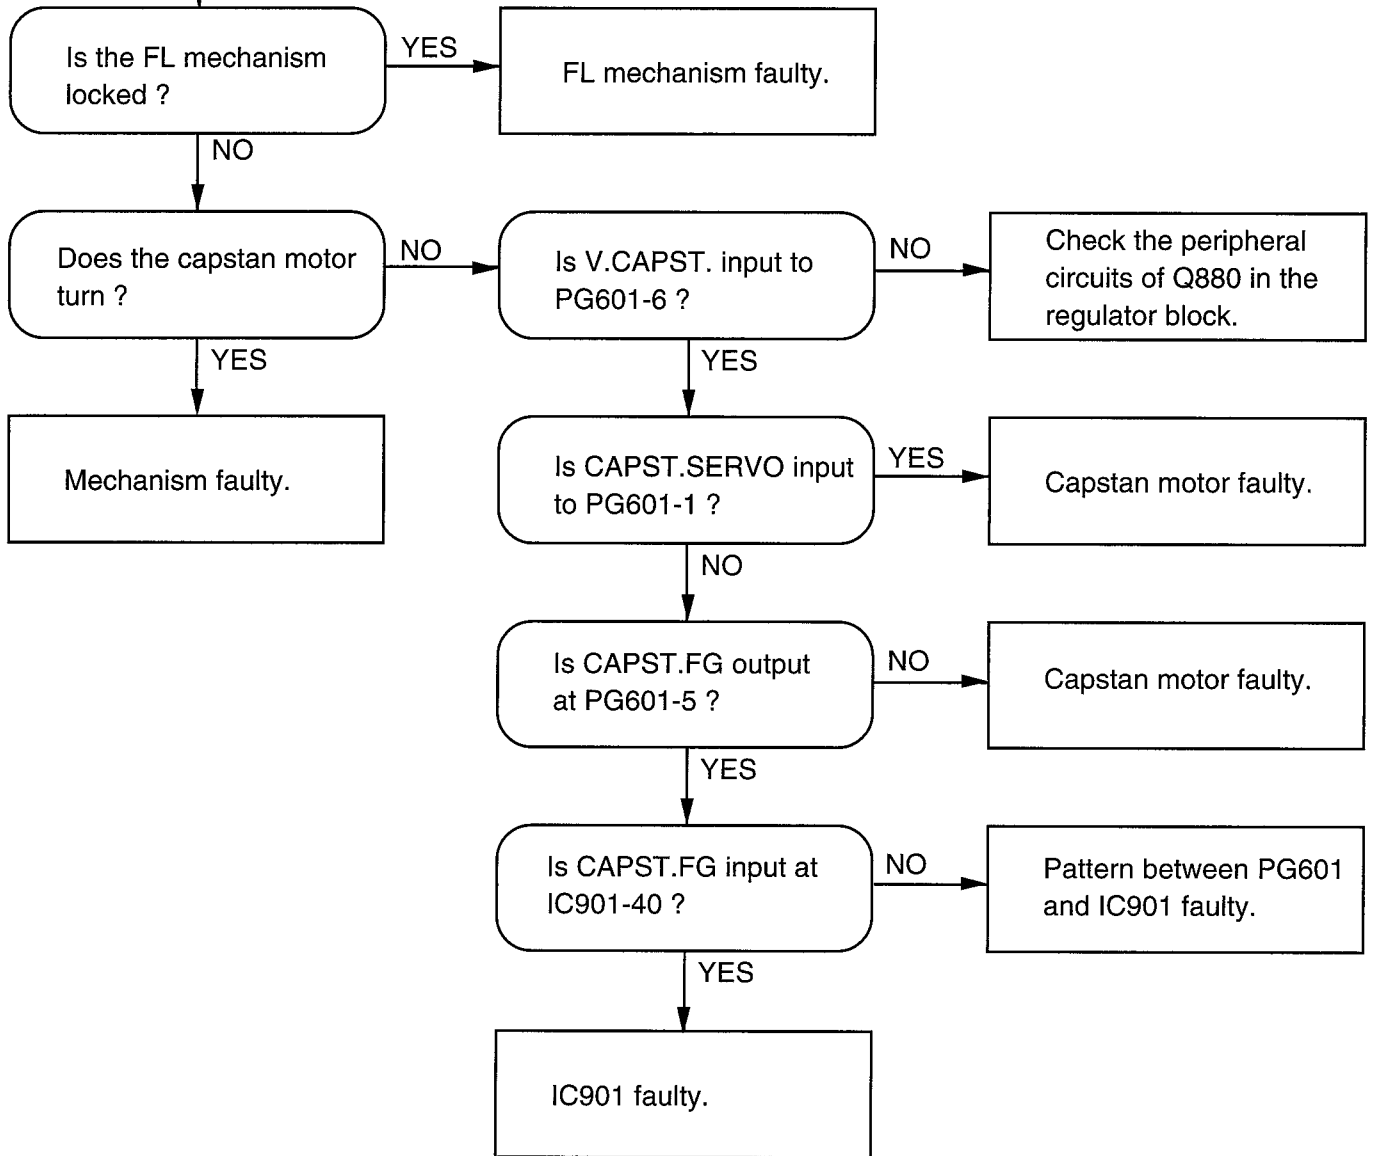 Is the FL mechanism
locked ?
YES
FL mechanism faulty.
NO
Does the capstan motor
turn ?
NO
Is V.CAPST. input to
PG601-6 ?
NO
Check the peripheral
circuits of Q880 in the
regulator block.
YES
YES
Mechanism faulty.
Is CAPST.SERVO input
to PG601-1 ?
YES
Capstan motor faulty.
NO
Is CAPST.FG output
at PG601-5 ?
NO
Capstan motor faulty.
YES
Is CAPST.FG input at
IC901-40 ?
NO
Pattern between PG601
and IC901 faulty.
YES
IC901 faulty.